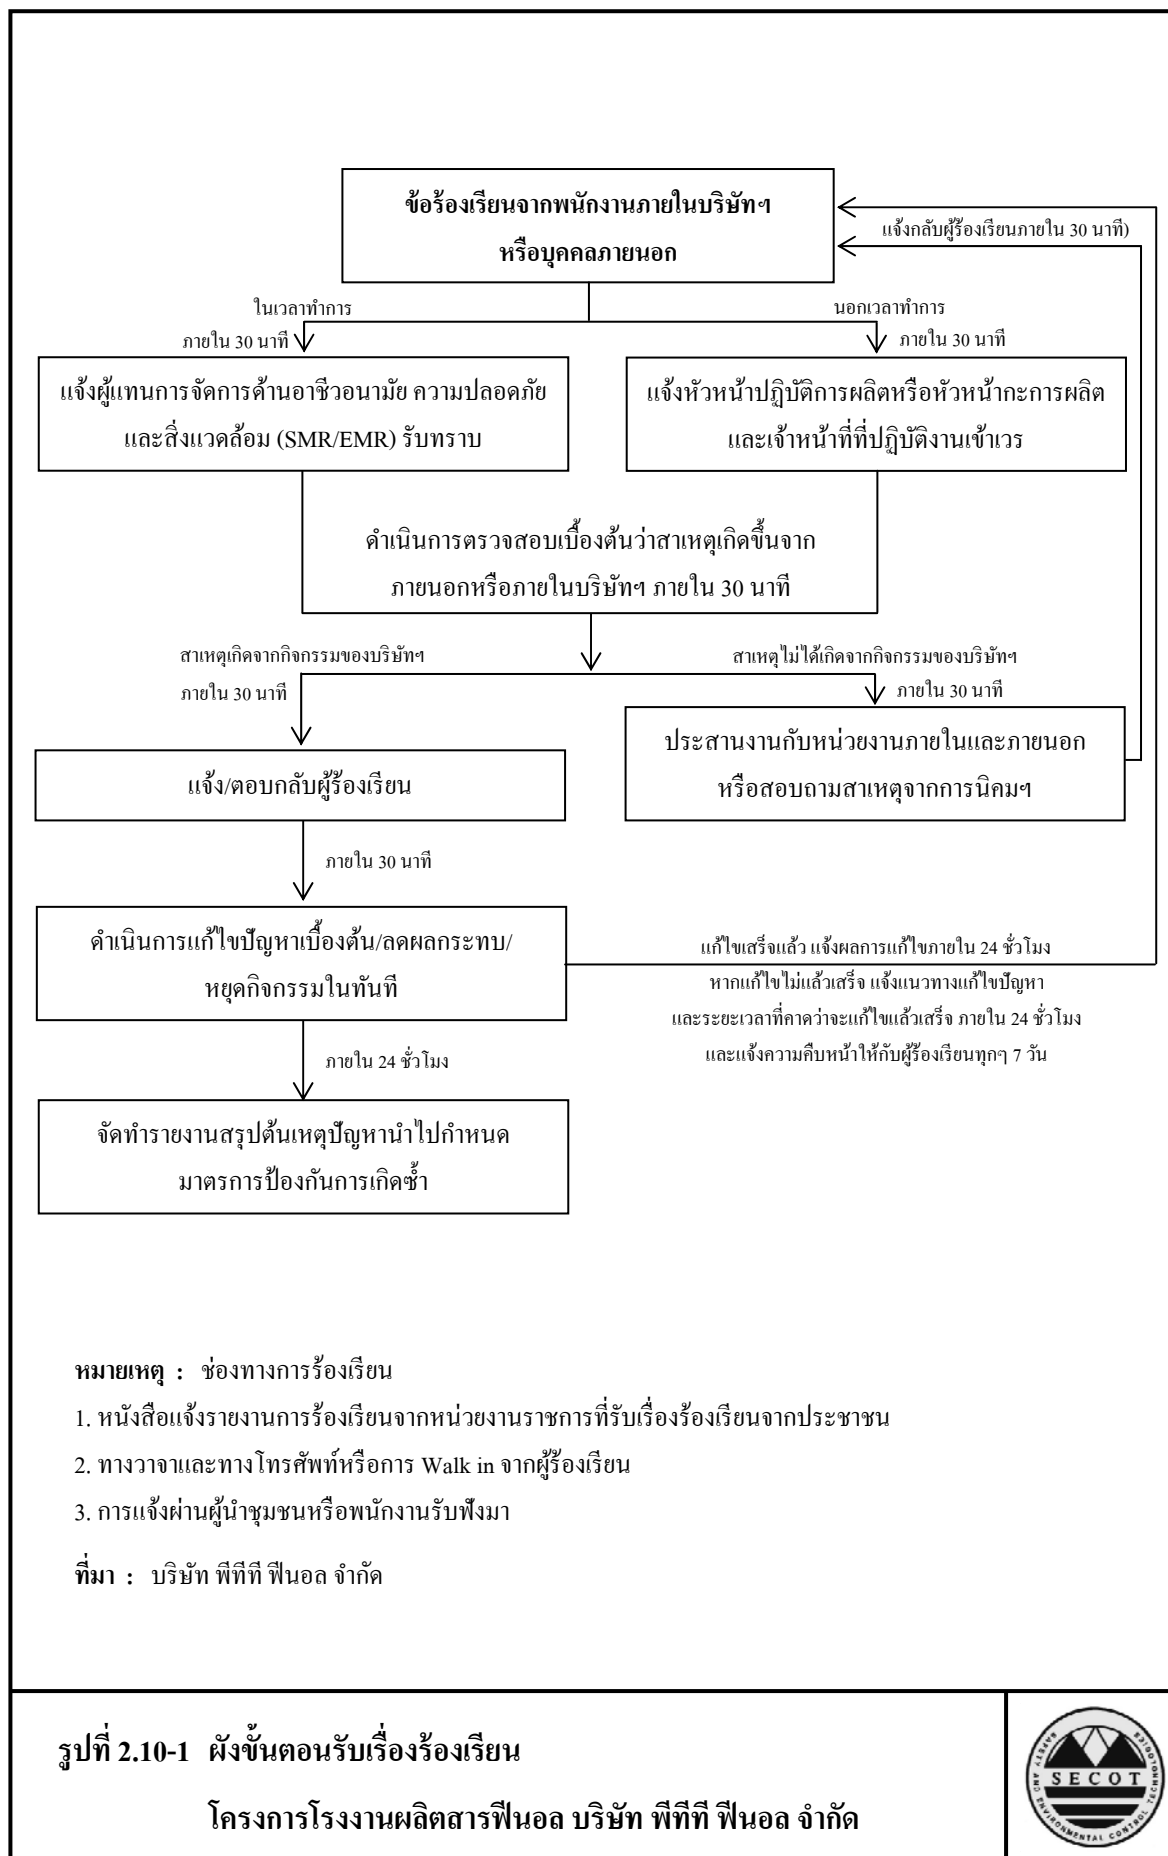 ข้อร้องเรียนจากพนักงานภายในบริษัทฯ
หรือบุคคลภายนอก
แจ้งกลับผู้ร้องเรียนภายใน 30 นาที)
ในเวลาทำการ
นอกเวลาทำการ
ภายใน 30 นาที
ภายใน 30 นาที
แจ้งผู้แทนการจัดการด้านอาชีวอนามัย ความปลอดภัย
และสิ่งแวดล้อม (SMR/EMR) รับทราบ
แจ้งหัวหน้าปฏิบัติการผลิตหรือหัวหน้ากะการผลิต
และเจ้าหน้าที่ที่ปฏิบัติงานเข้าเวร
ดำเนินการตรวจสอบเบื้องต้นว่าสาเหตุเกิดขึ้นจาก
ภายนอกหรือภายในบริษัทฯ ภายใน 30 นาที
สาเหตุเกิดจากกิจกรรมของบริษัทฯ
สาเหตุไม่ได้เกิดจากกิจกรรมของบริษัทฯ
ภายใน 30 นาที
ภายใน 30 นาที
ประสานงานกับหน่วยงานภายในและภายนอก
หรือสอบถามสาเหตุจากการนิคมฯ
แจ้ง/ตอบกลับผู้ร้องเรียน
ภายใน 30 นาที
ดำเนินการแก้ไขปัญหาเบื้องต้น/ลดผลกระทบ/
หยุดกิจกรรมในทันที
แก้ไขเสร็จแล้ว แจ้งผลการแก้ไขภายใน 24 ชั่วโมง
หากแก้ไขไม่แล้วเสร็จ แจ้งแนวทางแก้ไขปัญหา
และระยะเวลาที่คาดว่าจะแก้ไขแล้วเสร็จ ภายใน 24 ชั่วโมง
และแจ้งความคืบหน้าให้กับผู้ร้องเรียนทุกๆ 7 วัน
ภายใน 24 ชั่วโมง
จัดทำรายงานสรุปต้นเหตุปัญหานำไปกำหนด
มาตรการป้องกันการเกิดซ้ำ
หมายเหตุ : ช่องทางการร้องเรียน
1. หนังสือแจ้งรายงานการร้องเรียนจากหน่วยงานราชการที่รับเรื่องร้องเรียนจากประชาชน
2. ทางวาจาและทางโทรศัพท์หรือการ Walk in จากผู้ร้องเรียน
3. การแจ้งผ่านผู้นำชุมชนหรือพนักงานรับฟังมา
ที่มา : บริษัท พีทีที ฟีนอล จำกัด
รูปที่ 2.10-1 ผังขั้นตอนรับเรื่องร้องเรียน
โครงการโรงงานผลิตสารฟีนอล บริษัท พีทีที ฟีนอล จำกัด
SECOT
SAFETY AND ENVIRONMENTAL CONTROL TECHNOLOGICS